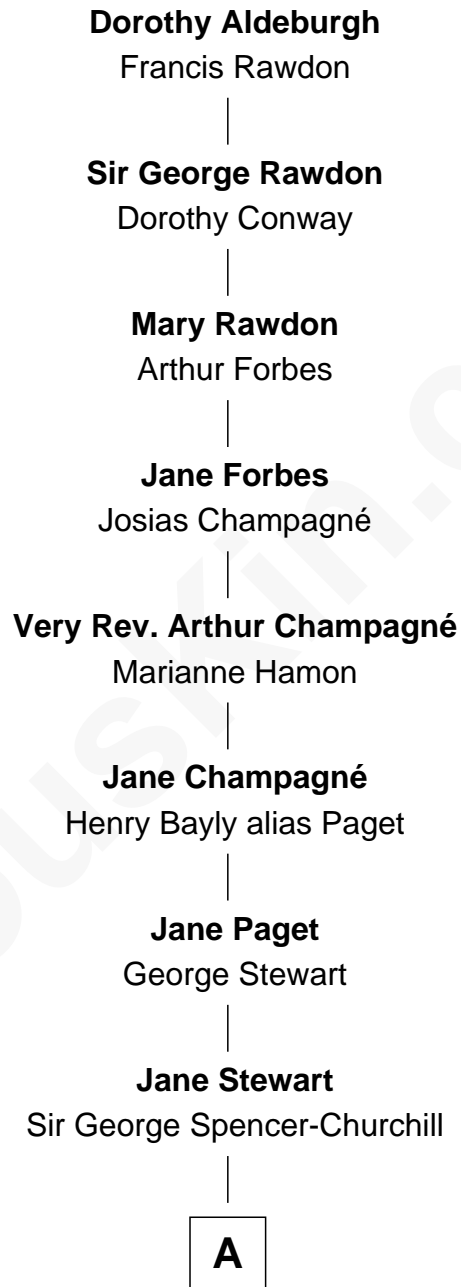 Dorothy Aldeburgh
Francis Rawdon
Sir George Rawdon
Dorothy Conway
Mary Rawdon
Arthur Forbes
Jane Forbes
Josias Champagné
Very Rev. Arthur Champagné
Marianne Hamon
Jane Champagné
Henry Bayly alias Paget
Jane Paget
George Stewart
Jane Stewart
Sir George Spencer-Churchill
A